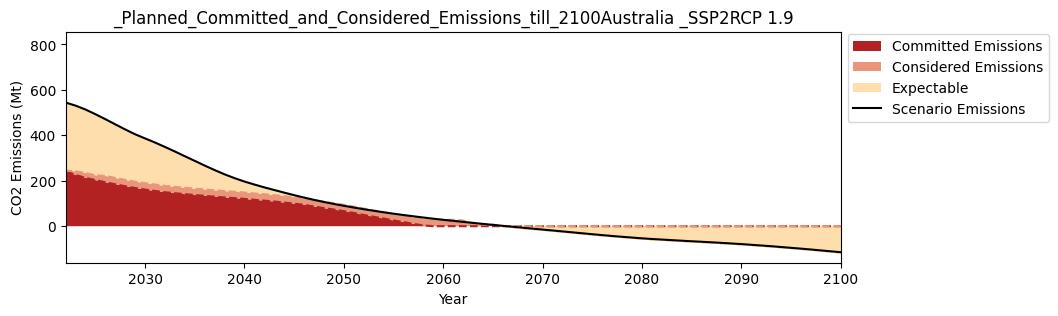 _Planned_Committed_and_Considered_Emissions_till_2100Australia _SSP2RCP 1.9
800
600
400
200
0
CO2 Emissions (Mt)
2030 2040 2050 2060 2070 2080 2090 2100
Year
Committed Emissions
Considered Emissions
Expectable
Scenario Emissions